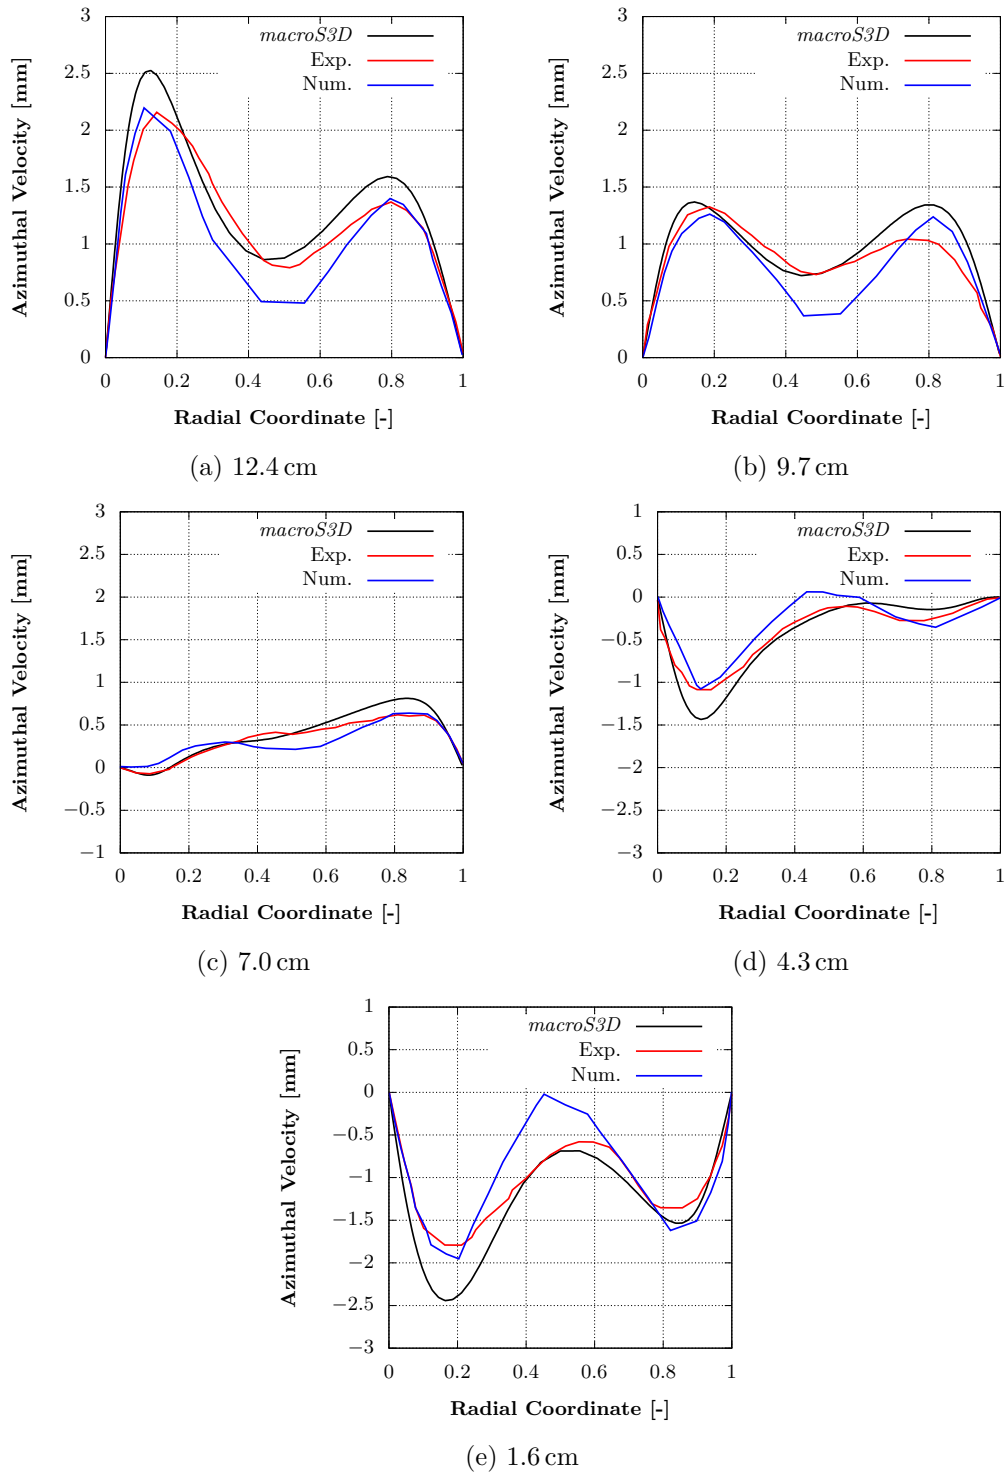 3
2.5
2
1.5
1
0.5
0
0 0.2 0.4 0.6 0.8 1
Azimuthal Velocity [mm]
Radial Coordinate [-]
macroS3D
Exp.
Num.
(a) 12.4 cm
3
2.5
2
1.5
1
0.5
0
0 0.2 0.4 0.6 0.8 1
Azimuthal Velocity [mm]
Radial Coordinate [-]
macroS3D
Exp.
Num.
(b) 9.7 cm
3
2.5
2
1.5
1
0.5
0
−0.5
−1
0 0.2 0.4 0.6 0.8 1
Azimuthal Velocity [mm]
Radial Coordinate [-]
macroS3D
Exp.
Num.
(c) 7.0 cm
1
0.5
0
−0.5
−1
−1.5
−2
−2.5
−3
0 0.2 0.4 0.6 0.8 1
Azimuthal Velocity [mm]
Radial Coordinate [-]
macroS3D
Exp.
Num.
(d) 4.3 cm
1
0.5
0
−0.5
−1
−1.5
−2
−2.5
−3
0 0.2 0.4 0.6 0.8 1
Azimuthal Velocity [mm]
Radial Coordinate [-]
macroS3D
Exp.
Num.
(e) 1.6 cm